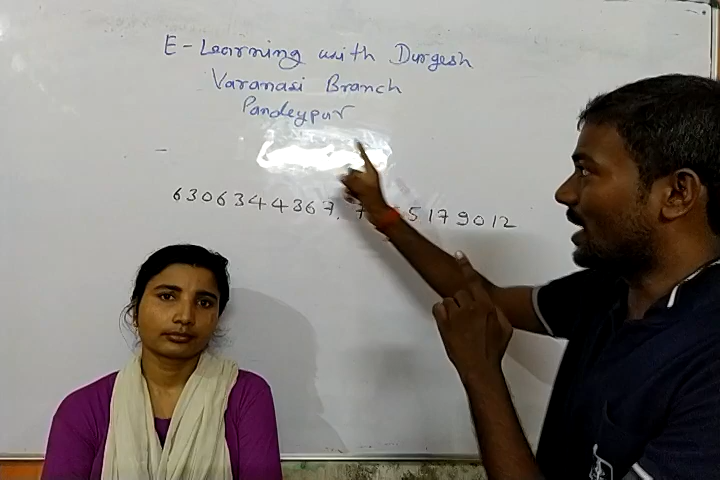 E-Learning with Durgesh
Varanasi Branch
Pandeypur
6306344367, 7 5179012